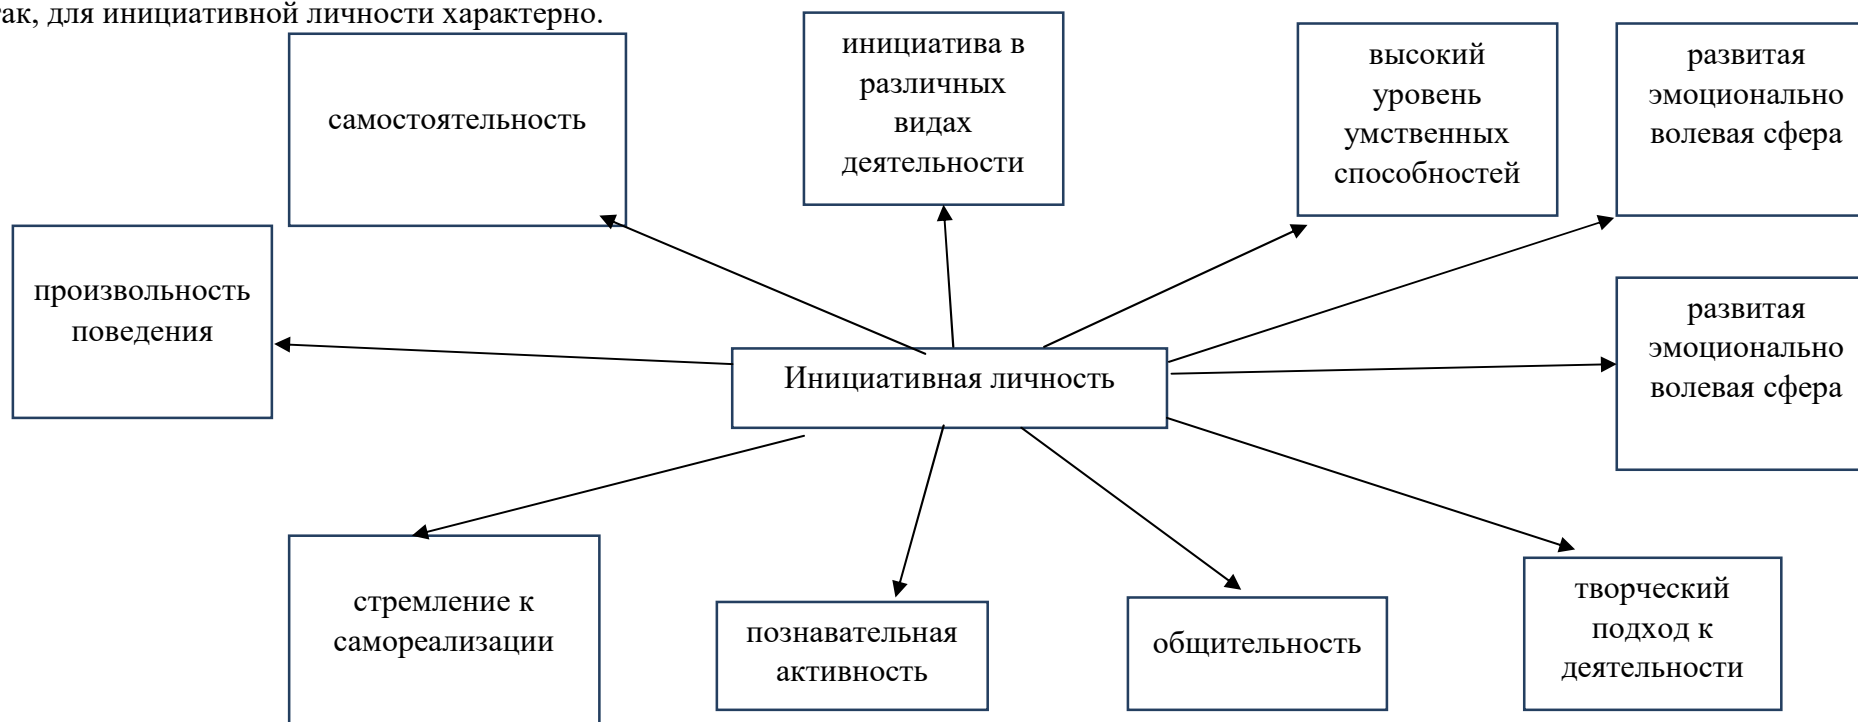 так, для инициативной личности характерно.
самостоятельность
инициатива в
различных
видах
деятельности
высокий
уровень
умственных
способностей
развитая
эмоционально
волевая сфера
произвольность
поведения
развитая
эмоционально
волевая сфера
Инициативная личность
стремление к
самореализации
познавательная
активность
общительность
творческий
подход к
деятельности